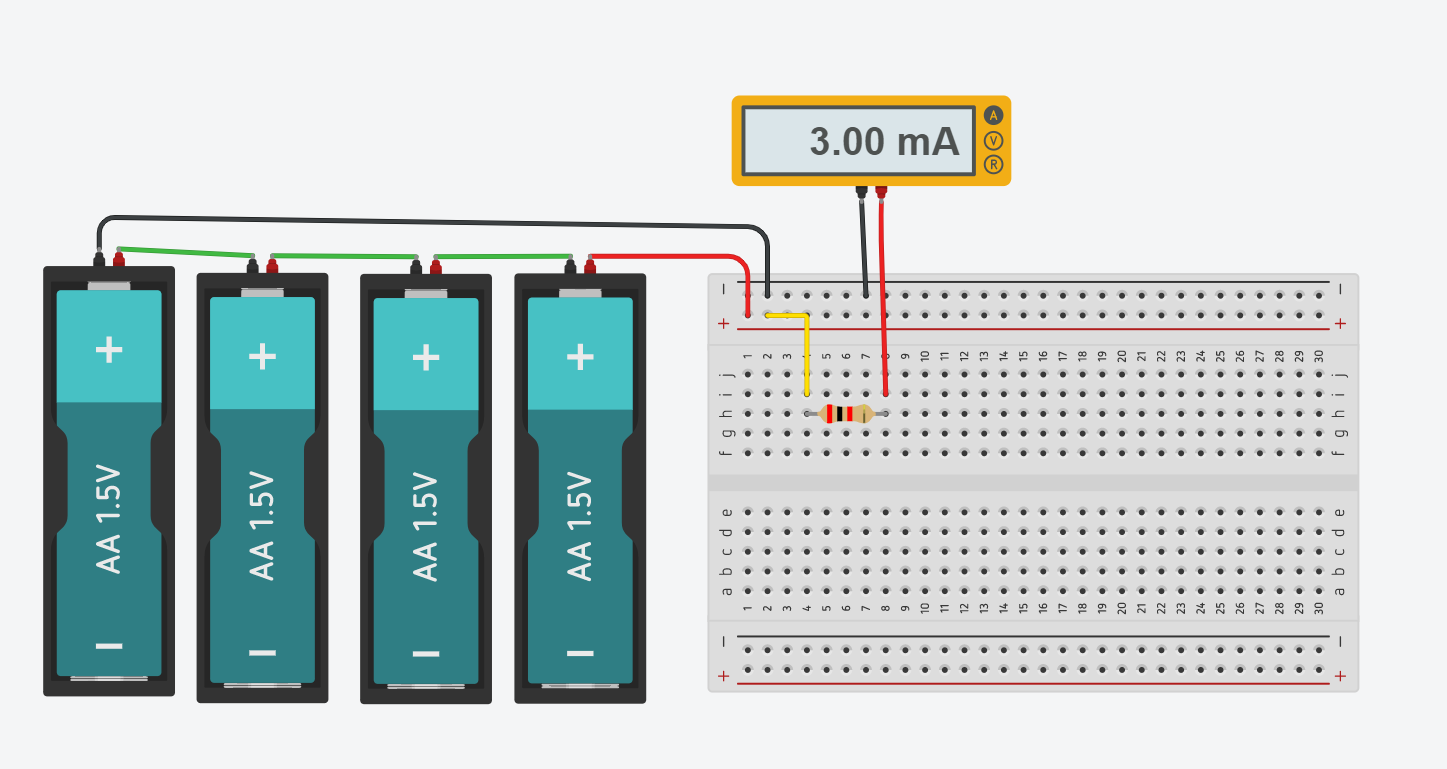 3.00 mA
A
V
R
+ + + +
AA 1.5V AA 1.5V AA 1.5V AA 1.5V
− − − −
− −
+ +
1 2 3 4 5 6 7 8 9 10 11 12 13 14 15 16 17 18 19 20 21 22 23 24 25 26 27 28 29 30
j j
i i
h h
g g
f f
e e
d d
c c
b b
a a
1 2 3 4 5 6 7 8 9 10 11 12 13 14 15 16 17 18 19 20 21 22 23 24 25 26 27 28 29 30
− −
+ +